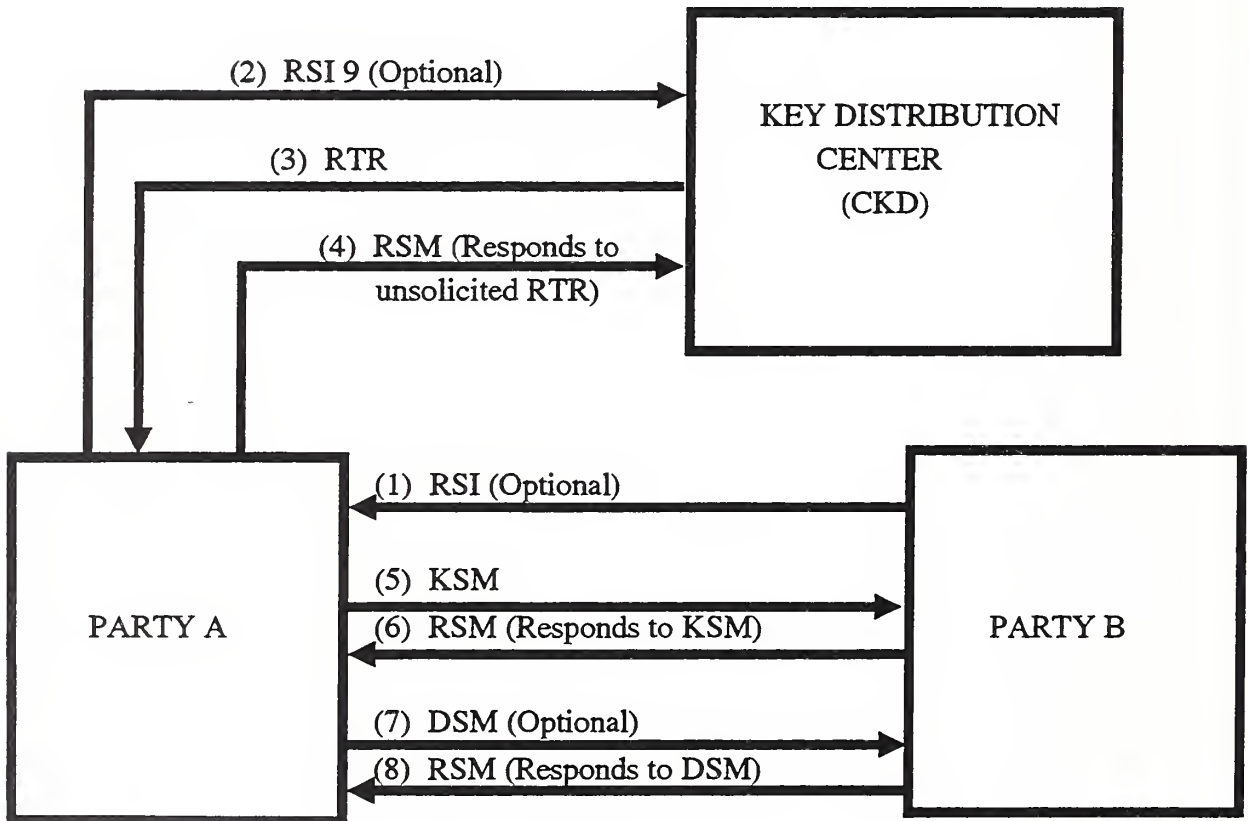 (2) RSI 9 (Optional)
KEY DISTRIBUTION
CENTER
(CKD)
(3) RTR
(4) RSM (Responds to
unsolicited RTR)
(1) RSI (Optional)
(5) KSM
PARTY A
(6) RSM (Responds to KSM)
PARTY B
(7) DSM (Optional)
(8) RSM (Responds to DSM)